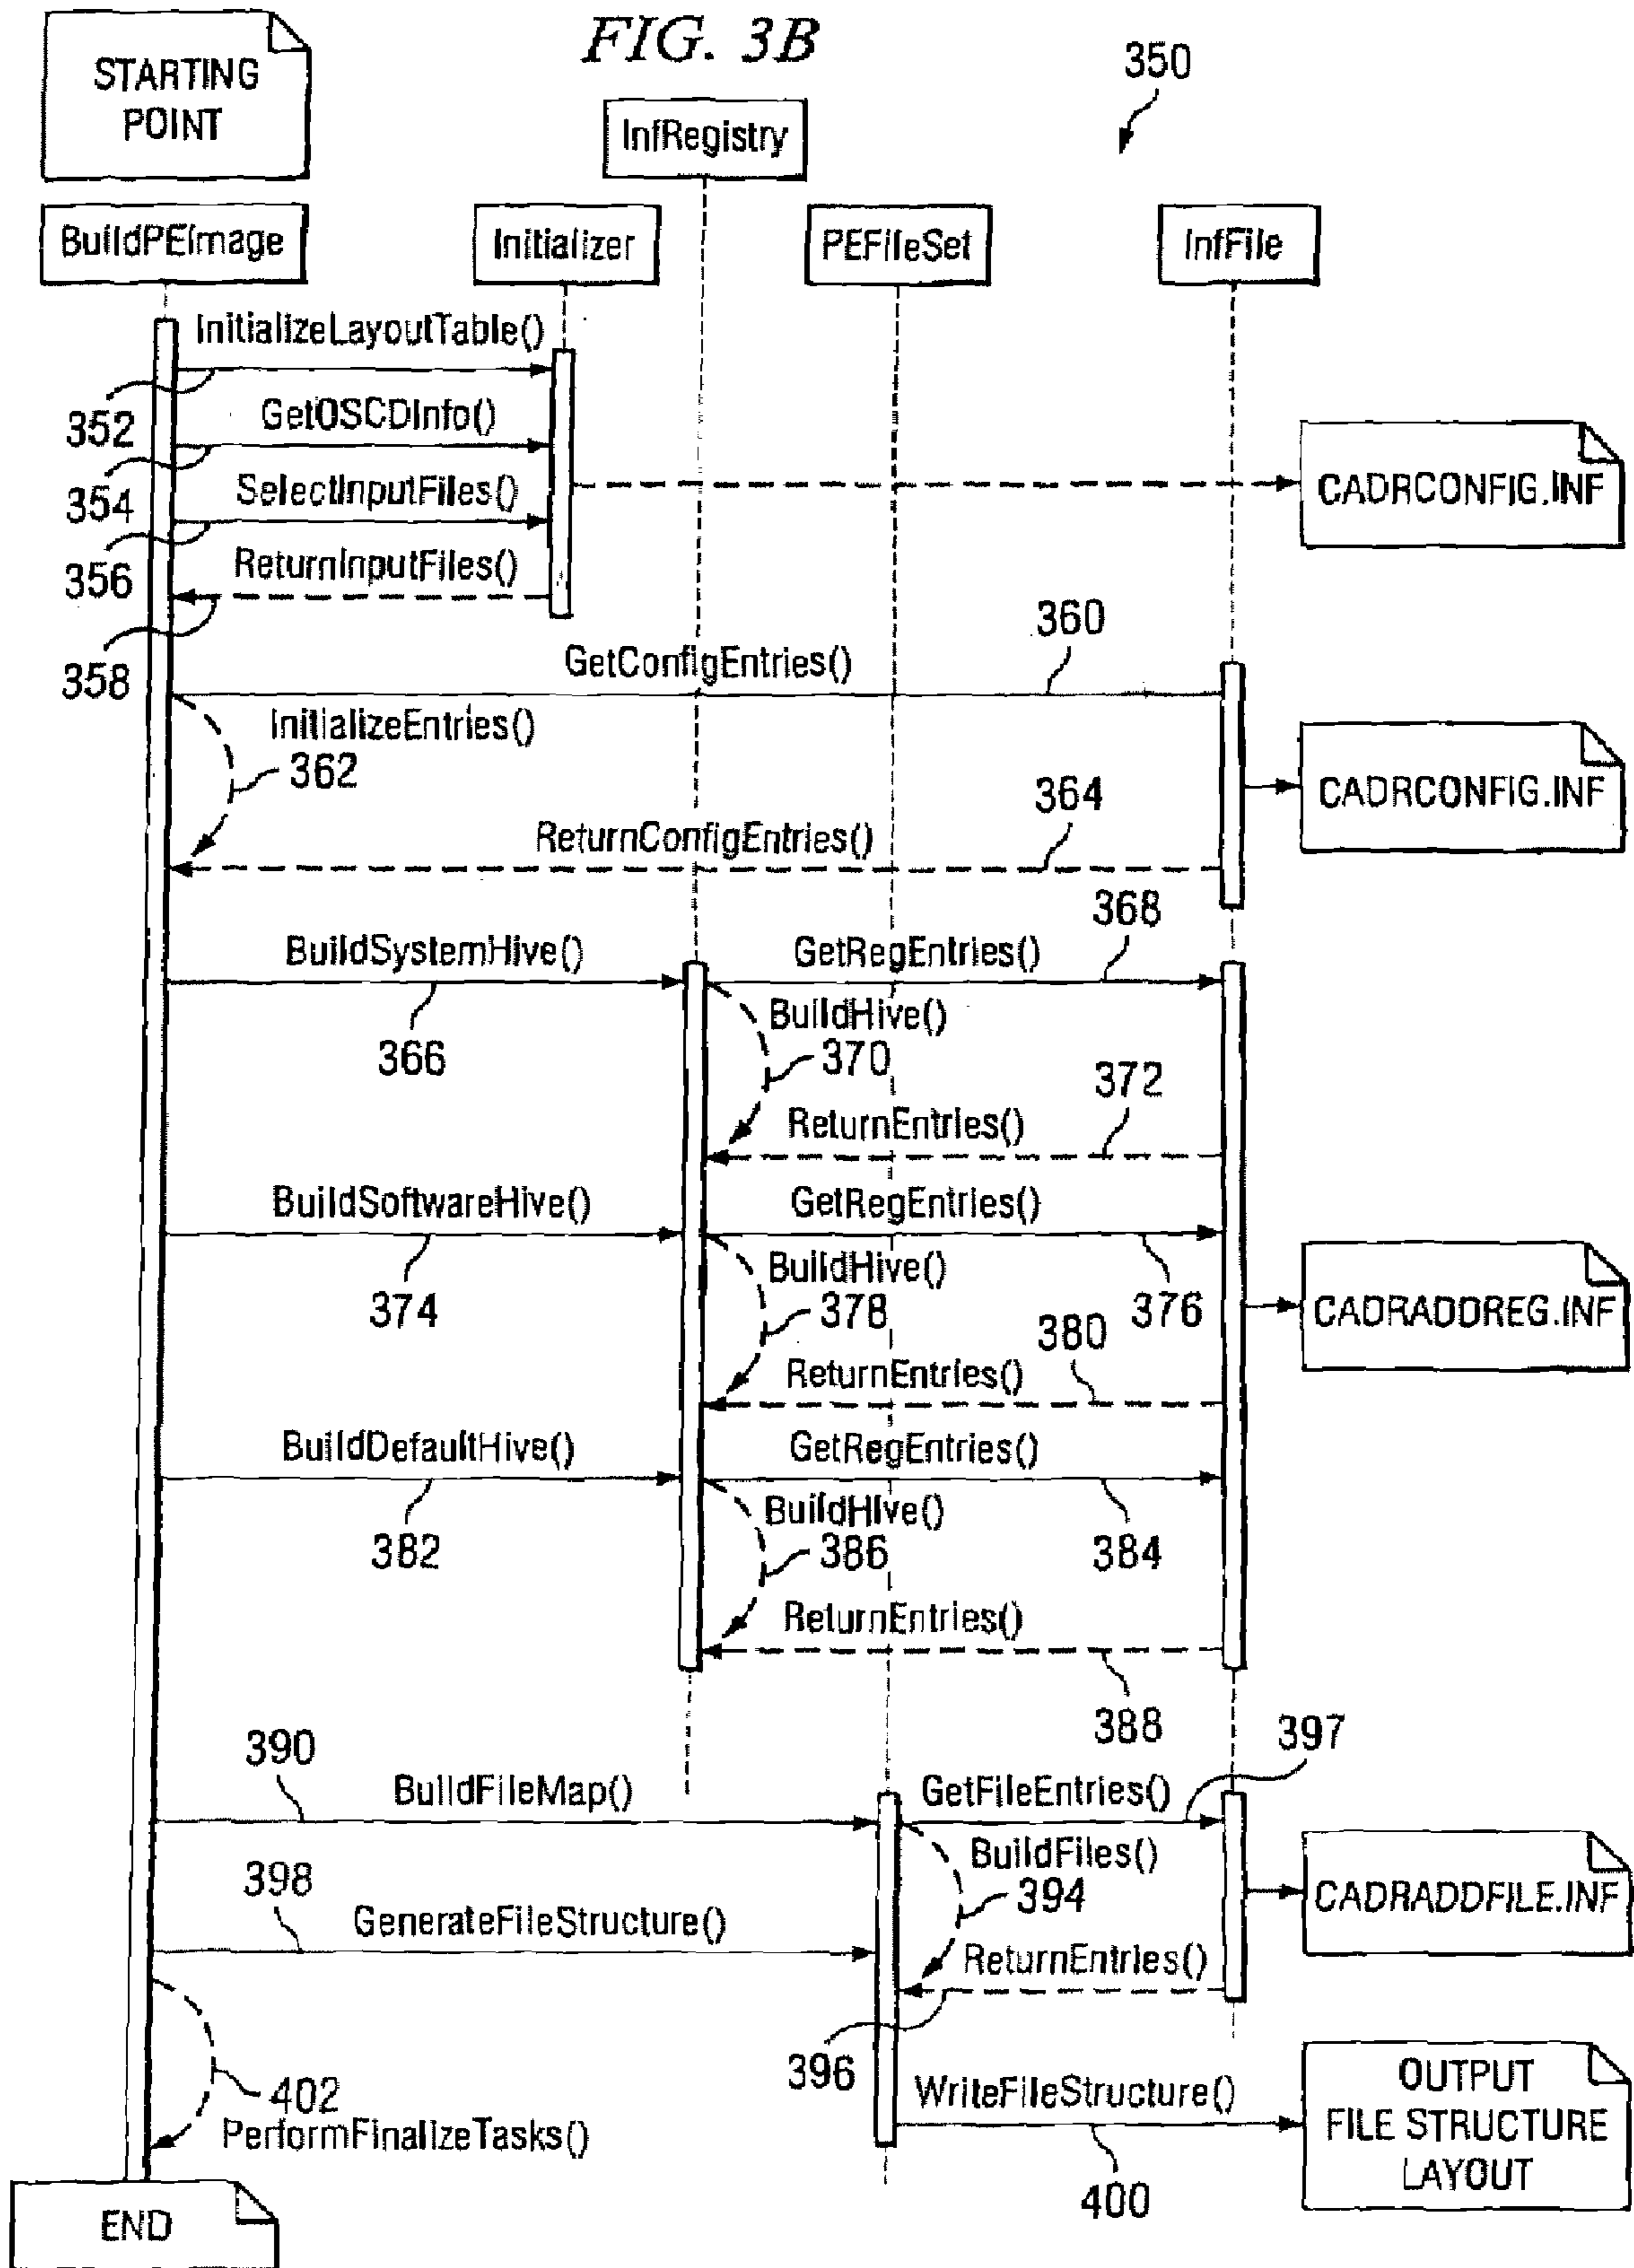 FIG. 3B
STARTING
POINT
350
InfRegistry
BuildPEImage
Initializer
PEFileSet
InfFile
InitializeLayoutTable()
352
GetOSCDInfo()
354
SelectInputFiles()
CADRCONFIG.INF
356
ReturnInputFiles()
358
360
GetConfigEntries()
InitializeEntries()
362
CADRCONFIG.INF
364
ReturnConfigEntries()
368
BuildSystemHive()
GetRegEntries()
366
BuildHive()
370
372
ReturnEntries()
BuildSoftwareHive()
GetRegEntries()
374
BuildHive()
378
376
CADRADDREG.INF
380
ReturnEntries()
BuildDefaultHive()
GetRegEntries()
382
BuildHive()
386
384
ReturnEntries()
388
390
397
BuildFileMap()
GetFileEntries()
BuildFiles()
394
CADRADDFILE.INF
398
GenerateFileStructure()
ReturnEntries()
396
402
PerformFinalizeTasks()
WriteFileStructure()
400
OUTPUT
FILE STRUCTURE
LAYOUT
END